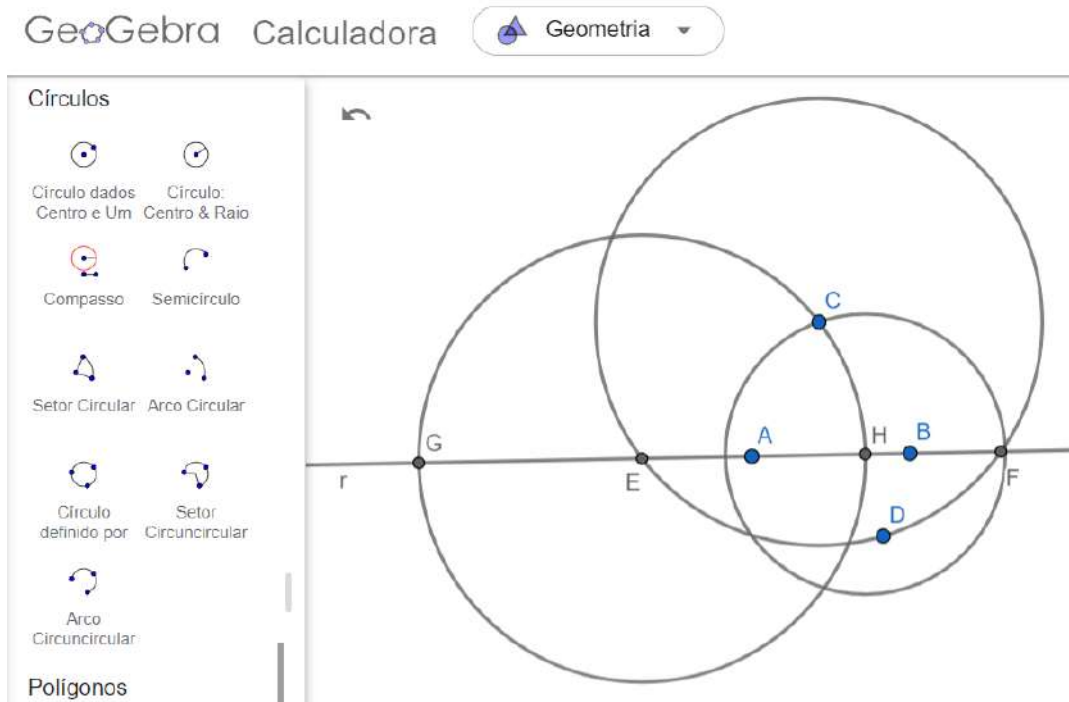 GeoGebra Calculadora Geometria
Círculos
Círculo dados Círculo:
Centro e Um Centro & Raio
Compasso Semicírculo
Setor Circular Arco Circular
Círculo Setor
definido por Circuncircular
Arco
Circuncircular
Polígonos
C
G A H B
r E F
D